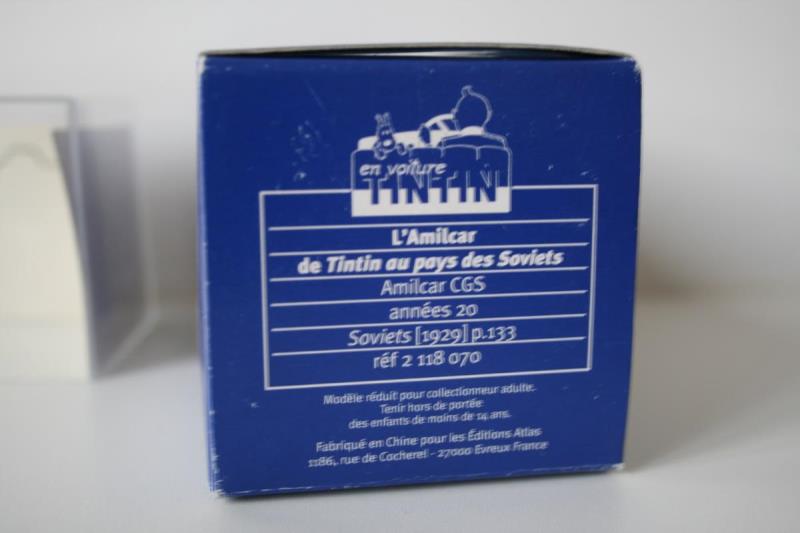 en voiture
TINTIN
L'Amilcar
de Tintin au pays des Soviets
Amilcar CGS
années 20
Soviets [1929] p.133
réf 2 118 070
Modèle réduit pour collectionneur adulte.
Tenir hors de portée
des enfants de moins de 14 ans.
Fabriqué en Chine pour les Éditions Atlas
1186, rue de Cocherel - 27000 Evreux France